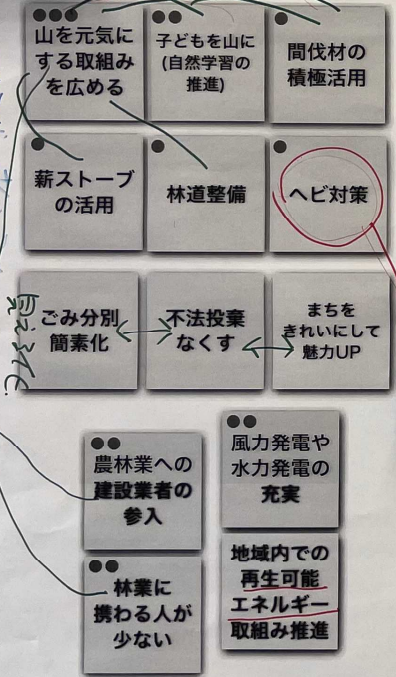 山を元気に
する取組み
を広める
子どもを山に
(自然学習の
推進)
間伐材の
積極活用
薪ストーブ
の活用
林道整備
ヘビ対策
ごみ分別
簡素化
不法投棄
なくす
まちを
きれいにして
魅力UP
農林業への
建設業者の
参入
風力発電や
水力発電の
充実
林業に
携わる人が
少ない
地域内での
再生可能
エネルギー
取組み推進